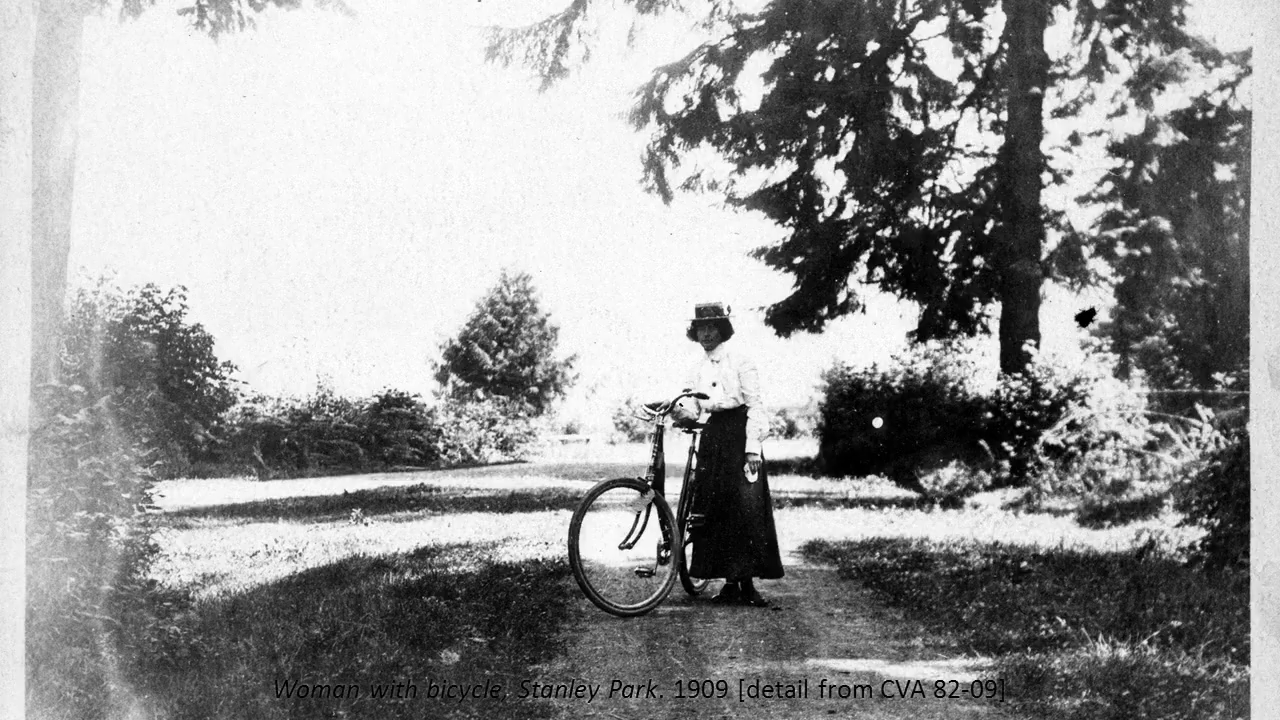 Woman with bicycle, Stanley Park, 1909 [detail from CVA 82-09]